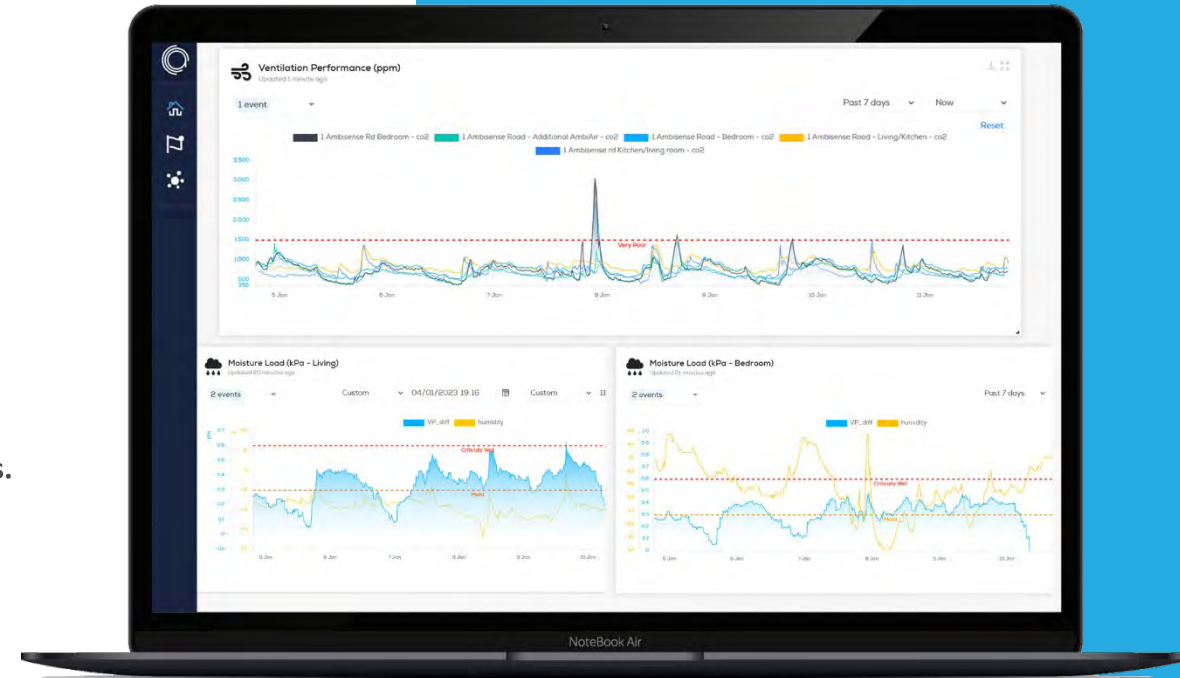 Ventilation Performance (ppm)
Updated 1 minute ago
1 event
Past 7 days
Now
Reset
1 Ambisense Rd Bedroom - co2
1 Ambisense Road - Additional AmbiAir - co2
1 Ambisense Road - Bedroom - co2
1 Ambisense Road - Living/Kitchen - co2
1 Ambisense rd Kitchen/living room - co2
3,500
3,000
2,500
2,000
1,500
1,000
500
350
Very Poor
5 Jan
6 Jan
7 Jan
8 Jan
9 Jan
10 Jan
11 Jan
s.
Moisture Load (kPa - Living)
2 events
Custom
04/01/2023 19:16
Custom
11
VP_diff
humidity
Critically Wet
Moist
5 Jan
6 Jan
7 Jan
8 Jan
9 Jan
10 Jan
Moisture Load (kPa - Bedroom)
Updated 21 minutes ago
2 events
Past 7 days
VP_diff
humidity
Critically Wet
Moist
5 Jan
6 Jan
7 Jan
8 Jan
9 Jan
10 Jan
NoteBook Air